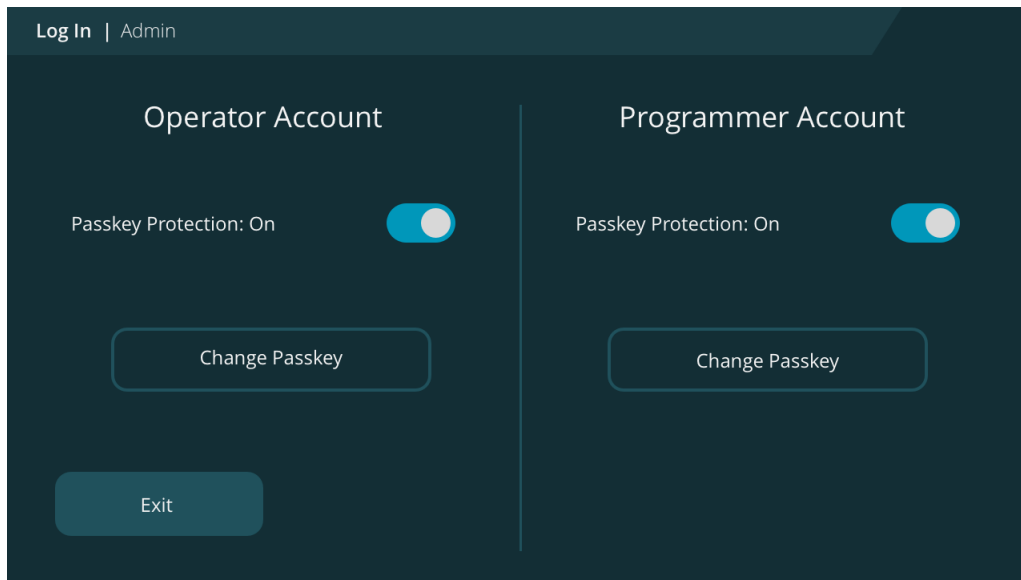 Log In | Admin
Operator Account
Passkey Protection: On
Change Passkey
Exit
Programmer Account
Passkey Protection: On
Change Passkey